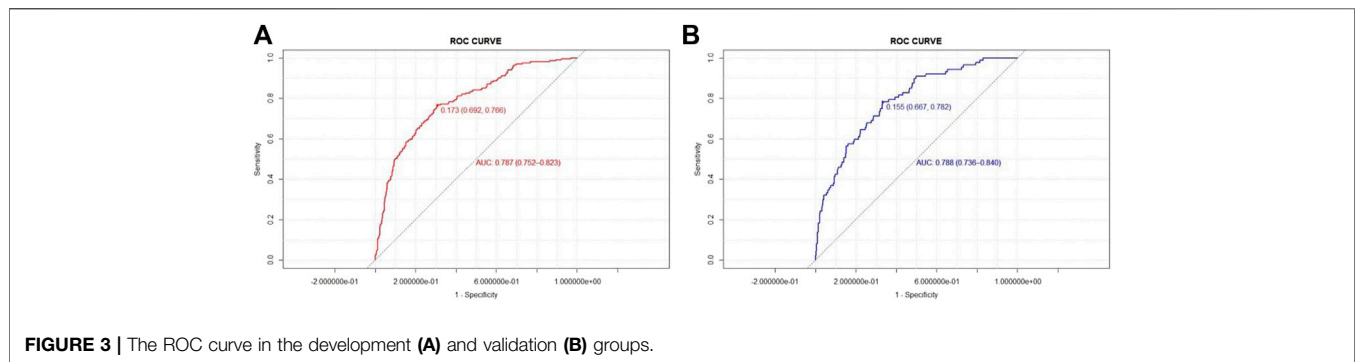 A
ROC CURVE
Sensitivity
1.0
0.8
0.6
0.4
0.2
0.0
0.173 (0.692, 0.766)
AUC: 0.787 (0.752–0.823)
-2.000000e-01 2.000000e-01 6.000000e-01 1.000000e+00
1 - Specificity
B
ROC CURVE
Sensitivity
1.0
0.8
0.6
0.4
0.2
0.0
0.155 (0.667, 0.782)
AUC: 0.788 (0.736–0.840)
-2.000000e-01 2.000000e-01 6.000000e-01 1.000000e+00
1 - Specificity
FIGURE 3 | The ROC curve in the development (A) and validation (B) groups.